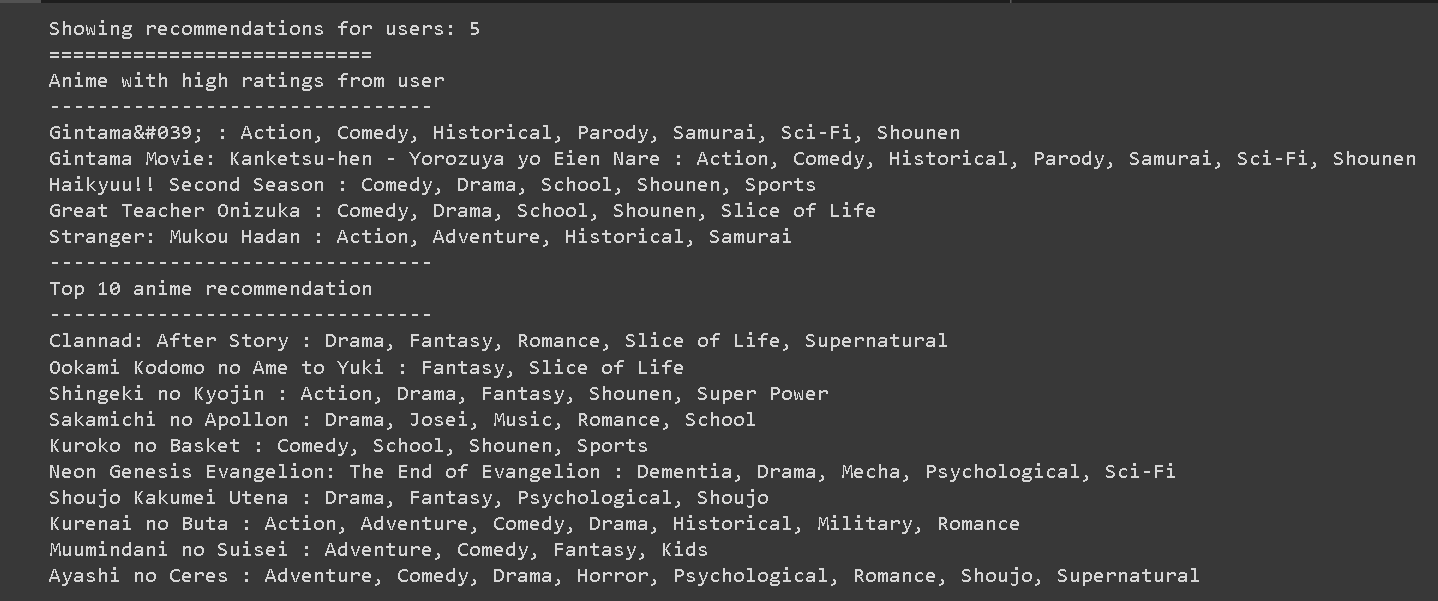 Showing recommendations for users: 5
===========================
Anime with high ratings from user
--------------------------------
Gintama&#039; : Action, Comedy, Historical, Parody, Samurai, Sci-Fi, Shounen
Gintama Movie: Kanketsu-hen - Yorozuya yo Eien Nare : Action, Comedy, Historical, Parody, Samurai, Sci-Fi, Shounen
Haikyuu!! Second Season : Comedy, Drama, School, Shounen, Sports
Great Teacher Onizuka : Comedy, Drama, School, Shounen, Slice of Life
Stranger: Mukou Hadan : Action, Adventure, Historical, Samurai
--------------------------------
Top 10 anime recommendation
--------------------------------
Clannad: After Story : Drama, Fantasy, Romance, Slice of Life, Supernatural
Ookami Kodomo no Ame to Yuki : Fantasy, Slice of Life
Shingeki no Kyojin : Action, Drama, Fantasy, Shounen, Super Power
Sakamichi no Apollon : Drama, Josei, Music, Romance, School
Kuroko no Basket : Comedy, School, Shounen, Sports
Neon Genesis Evangelion: The End of Evangelion : Dementia, Drama, Mecha, Psychological, Sci-Fi
Shoujo Kakumei Utena : Drama, Fantasy, Psychological, Shoujo
Kurenai no Buta : Action, Adventure, Comedy, Drama, Historical, Military, Romance
Muumindani no Suisei : Adventure, Comedy, Fantasy, Kids
Ayashi no Ceres : Adventure, Comedy, Drama, Horror, Psychological, Romance, Shoujo, Supernatural